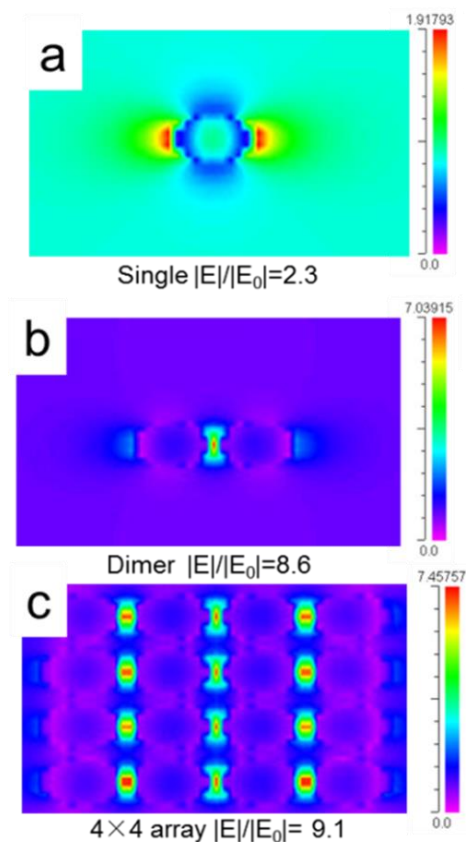 1.91793
a
0.0
Single |E|/|E₀|=2.3
7.03915
b
0.0
Dimer |E|/|E₀|=8.6
7.45757
c
0.0
4×4 array |E|/|E₀|= 9.1